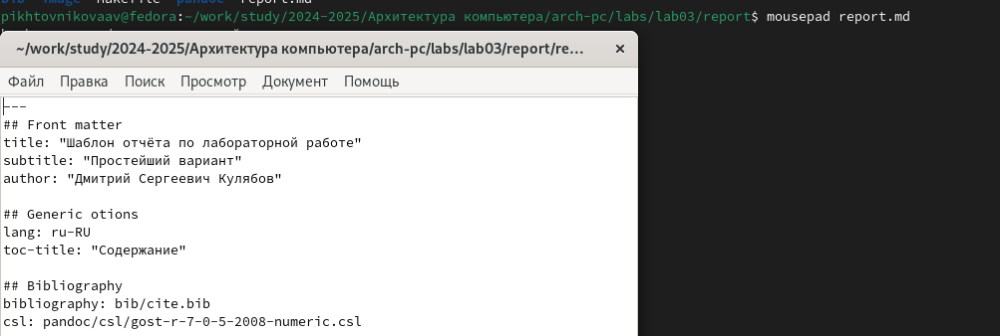 bib image makefile pandoc report.md
pikhtovnikovaav@fedora:~/work/study/2024-2025/Архитектура компьютера/arch-pc/labs/lab03/report$ mousepad report.md
~/work/study/2024-2025/Архитектура компьютера/arch-pc/labs/lab03/report/re... ×
Файл Правка Поиск Просмотр Документ Помощь
---
## Front matter
title: "Шаблон отчёта по лабораторной работе"
subtitle: "Простейший вариант"
author: "Дмитрий Сергеевич Кулябов"
## Generic otions
lang: ru-RU
toc-title: "Содержание"
## Bibliography
bibliography: bib/cite.bib
csl: pandoc/csl/gost-r-7-0-5-2008-numeric.csl